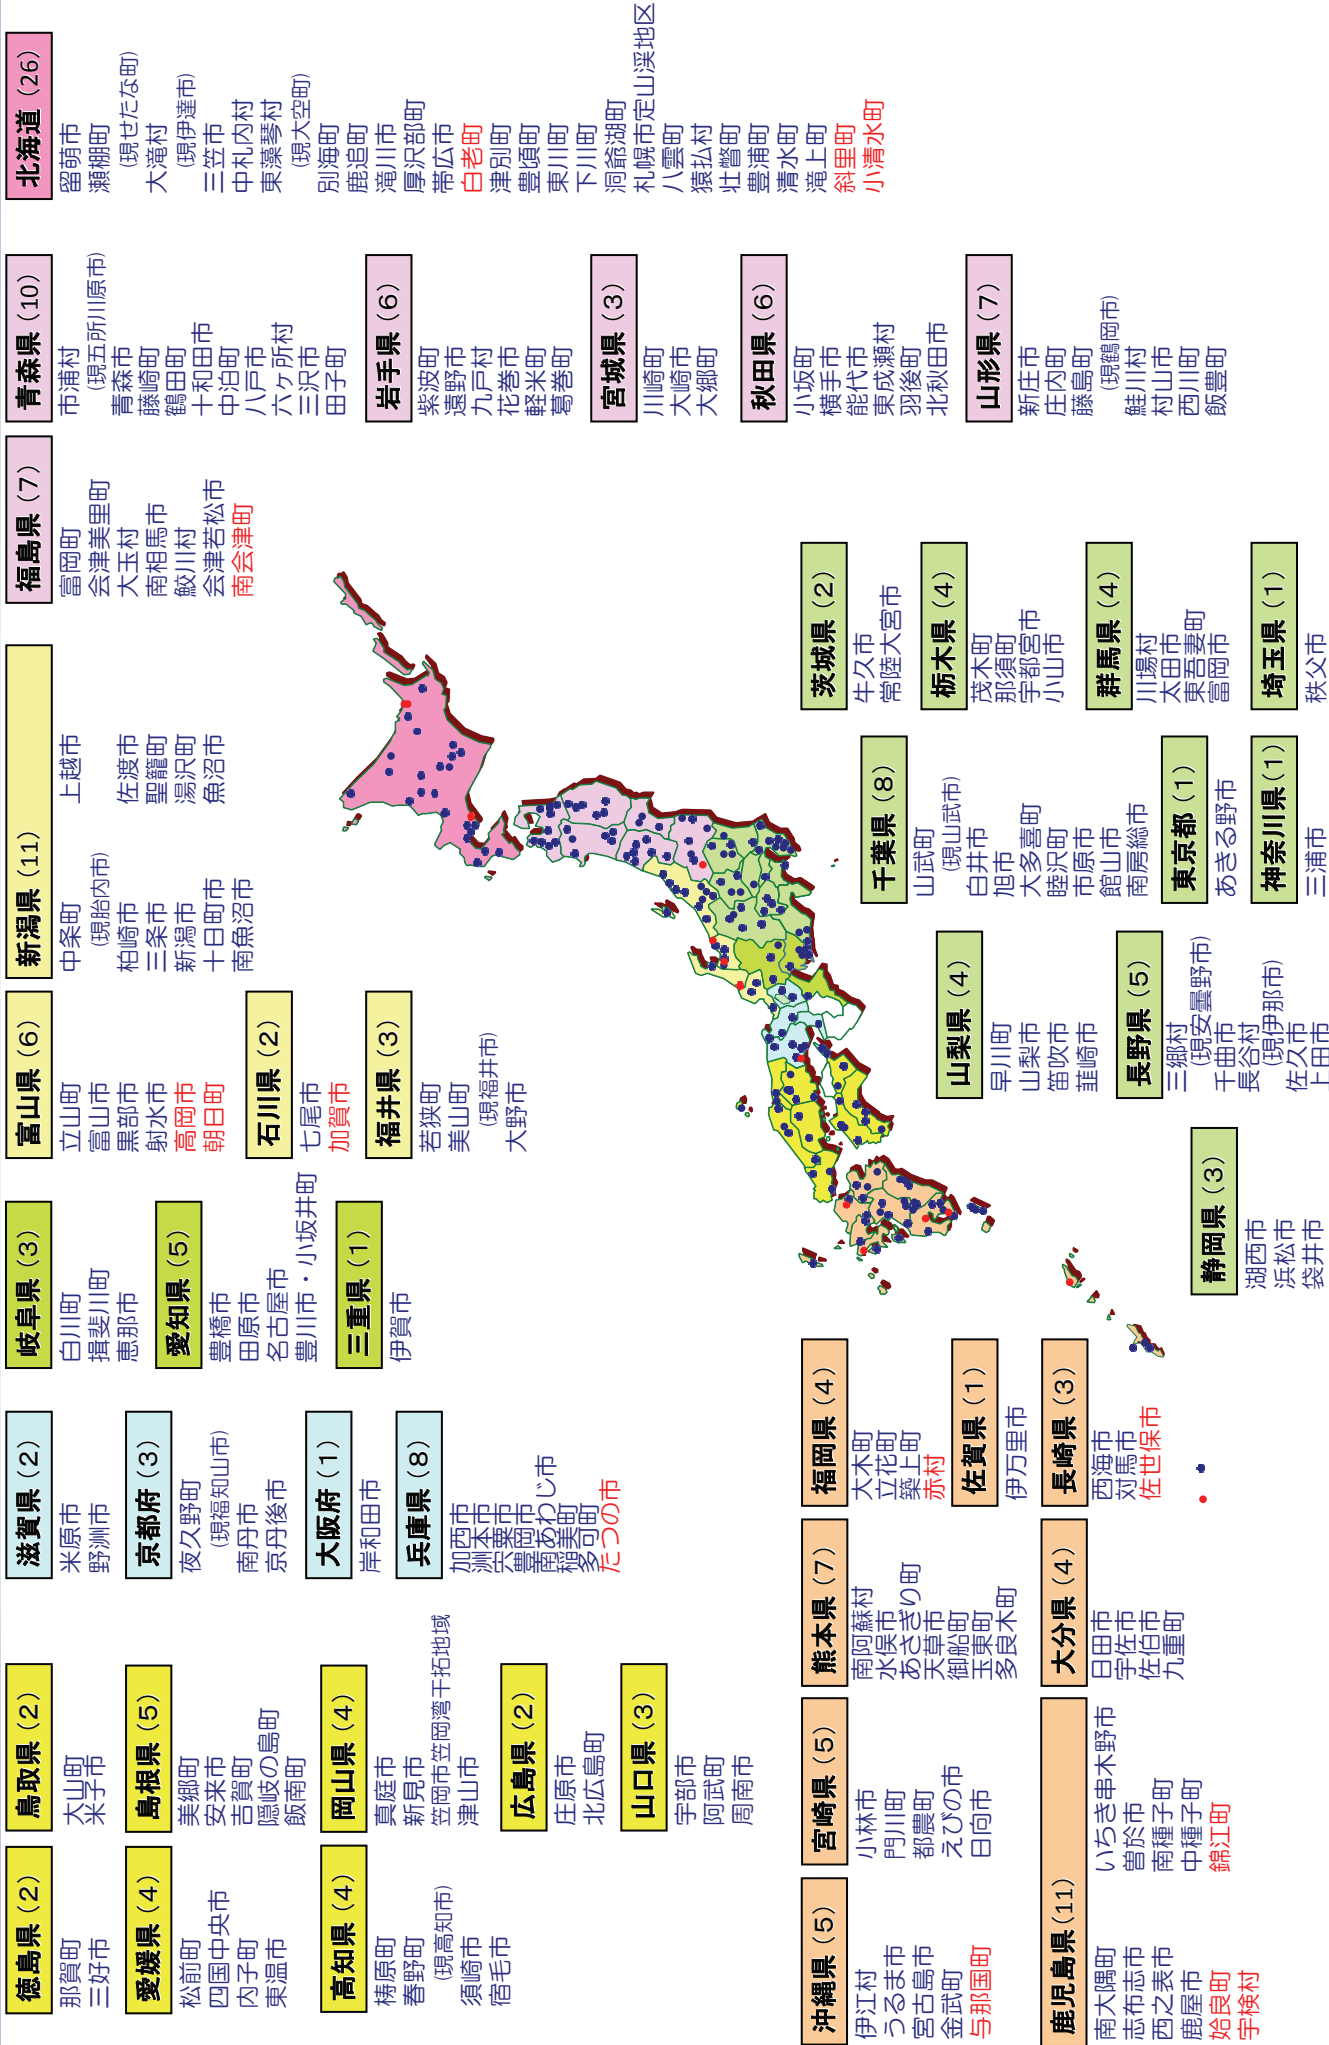 北海道（26）
留萌市
瀬棚町
（現せたな町）
大滝村
（現伊達市）
三笠市
中札内村
東藻琴村
（現大空町）
別海町
鹿追町
滝川市
厚沢部町
帯広市
白老町
津別町
豊頃町
東川町
下川町
洞爺湖町
札幌市定山渓地区
八雲町
猿払村
壮瞥町
豊浦町
清水町
滝上町
斜里町
小清水町
青森県（10）
市浦村
（現五所川原市）
青森市
藤崎町
鶴田町
十和田市
中泊町
八戸市
六ヶ所村
三沢市
田子町
岩手県（6）
紫波町
遠野市
九戸村
花巻市
軽米町
葛巻町
宮城県（3）
川崎町
大崎市
大郷町
秋田県（6）
小坂町
横手市
能代市
東成瀬村
羽後町
北秋田市
山形県（7）
新庄市
庄内町
藤島町
（現鶴岡市）
鮭川村
村山市
西川町
飯豊町
福島県（7）
富岡町
会津美里町
大玉村
南相馬市
鮫川村
会津若松市
南会津町
新潟県（11）
中条町
（現胎内市）
柏崎市
三条市
新潟市
十日町市
南魚沼市
上越市
佐渡市
聖籠町
湯沢町
魚沼市
茨城県（2）
牛久市
常陸大宮市
栃木県（4）
茂木町
那須町
宇都宮市
小山市
群馬県（4）
川場村
太田市
東吾妻町
富岡市
埼玉県（1）
秩父市
千葉県（8）
山武町
（現山武市）
白井市
旭市
大多喜町
睦沢町
市原市
館山市
南房総市
東京都（1）
あきる野市
神奈川県（1）
三浦市
富山県（6）
立山町
富山市
黒部市
射水市
高岡市
朝日町
石川県（2）
七尾市
加賀市
福井県（3）
若狭町
美山町
（現福井市）
大野市
山梨県（4）
早川町
山梨市
笛吹市
韮崎市
長野県（5）
三郷村
（現安曇野市）
千曲市
長谷村
（現伊那市）
佐久市
上田市
岐阜県（3）
白川町
揖斐川町
恵那市
愛知県（5）
豊橋市
田原市
名古屋市
豊川市・小坂井町
三重県（1）
伊賀市
静岡県（3）
湖西市
浜松市
袋井市
滋賀県（2）
米原市
野洲市
京都府（3）
夜久野町
（現福知山市）
南丹市
京丹後市
大阪府（1）
岸和田市
兵庫県（8）
加西市
洲本市
宍粟市
豊岡市
南あわじ市
稲美町
多可町
たつの市
福岡県（4）
大木町
立花町
築上町
赤村
佐賀県（1）
伊万里市
長崎県（3）
西海市
対馬市
佐世保市
鳥取県（2）
大山町
米子市
島根県（5）
美郷町
安来市
吉賀町
隠岐の島町
飯南町
岡山県（4）
真庭市
新見市
笠岡市笠岡湾干拓地域
津山市
広島県（2）
庄原市
北広島町
山口県（3）
宇部市
阿武町
周南市
熊本県（7）
南阿蘇村
水俣市
あさぎり町
天草市
御船町
玉東町
多良木町
大分県（4）
日田市
宇佐市
佐伯市
九重町
徳島県（2）
那賀町
三好市
愛媛県（4）
松前町
四国中央市
内子町
東温市
高知県（4）
梼原町
春野町
（現高知市）
須崎市
宿毛市
宮崎県（5）
小林市
門川町
都農町
えびの市
日向市
沖縄県（5）
伊江村
うるま市
宮古島市
金武町
与那国町
鹿児島県（11）
南大隅町
志布志市
西之表市
鹿屋市
姶良町
宇検村
いちき串木野市
曽於市
南種子町
中種子町
錦江町